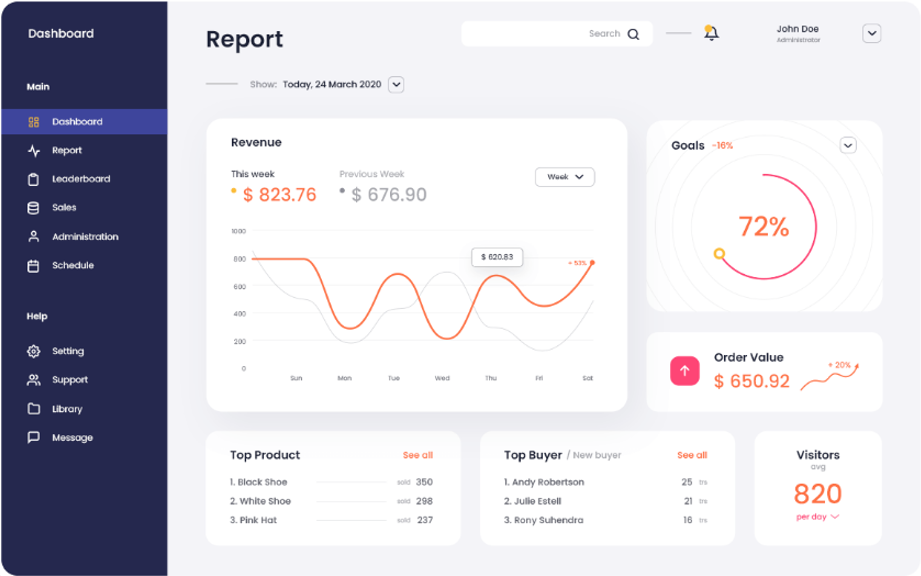 Dashboard
Main
Dashboard
Report
Leaderboard
Sales
Administration
Schedule
Help
Setting
Support
Library
Message
Report
Search
John Doe
Administrator
Show: Today, 24 March 2020
Revenue
This week
$ 823.76
Previous Week
$ 676.90
Week
1000
800
600
400
200
0
$ 620.83
+ 53%
Sun Mon Tue Wed Thu Fri Sat
Goals -16%
72%
Order Value
$ 650.92
+ 20%
Top Product See all
1. Black Shoe sold 350
2. White Shoe sold 298
3. Pink Hat sold 237
Top Buyer / New buyer See all
1. Andy Robertson 25 trs
2. Julie Estell 21 trs
3. Rony Suhendra 16 trs
Visitors
avg
820
per day